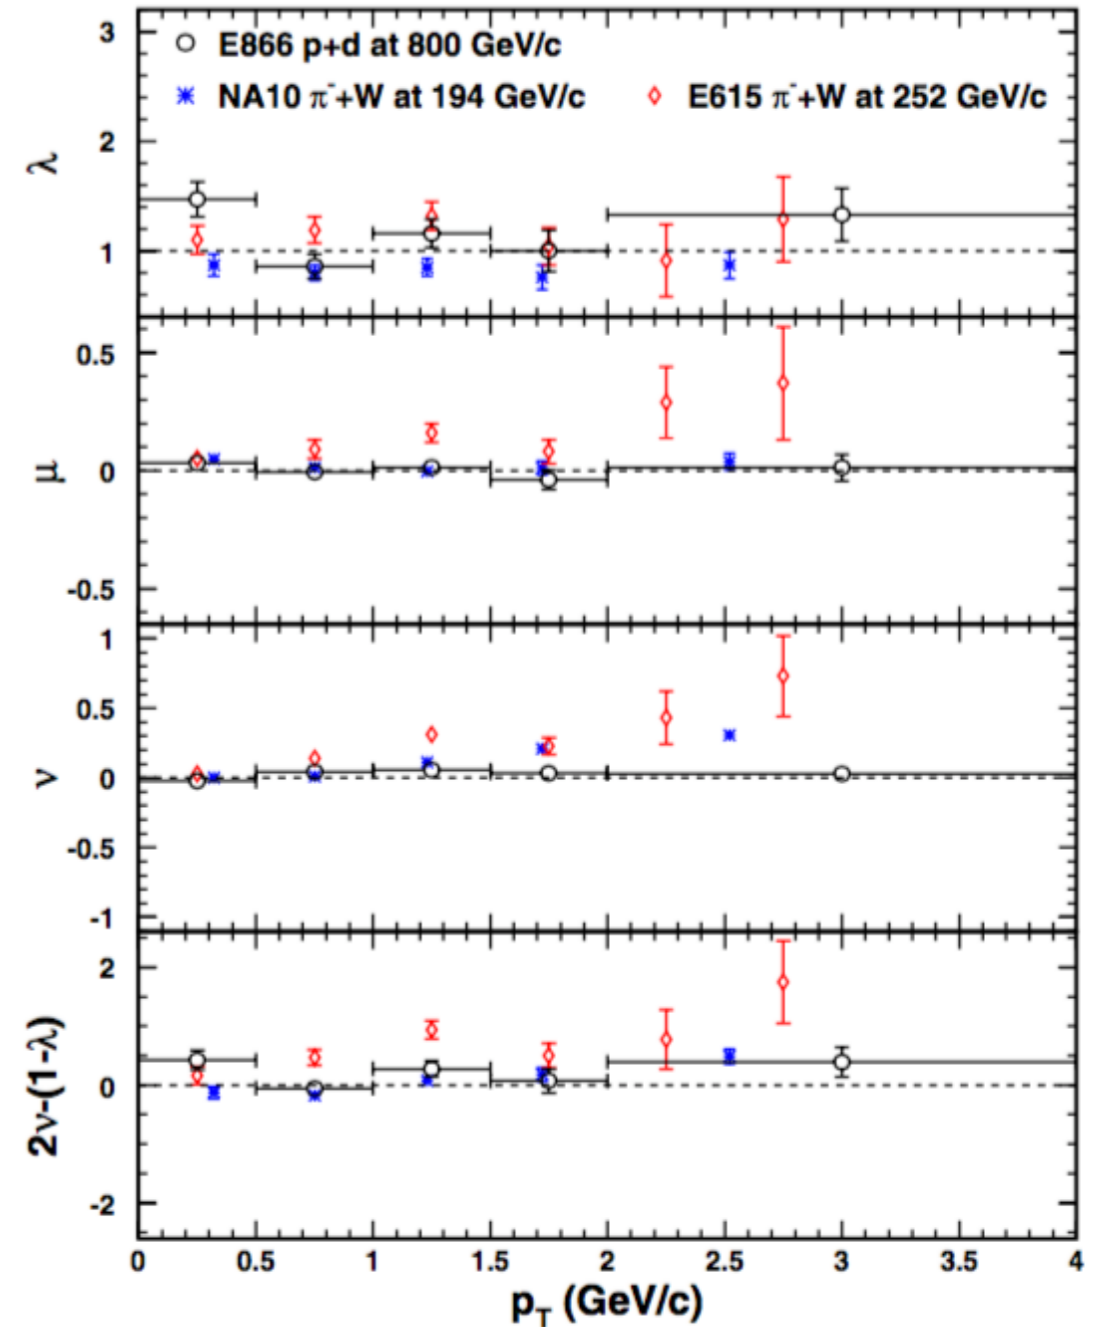 3
E866 p+d at 800 GeV/c
NA10 π⁻+W at 194 GeV/c
E615 π⁻+W at 252 GeV/c
2
λ
1
0.5
μ
0
-0.5
1
0.5
ν
0
-0.5
-1
2
2ν-(1-λ)
0
-2
0 0.5 1 1.5 2 2.5 3 3.5 4
p_T (GeV/c)